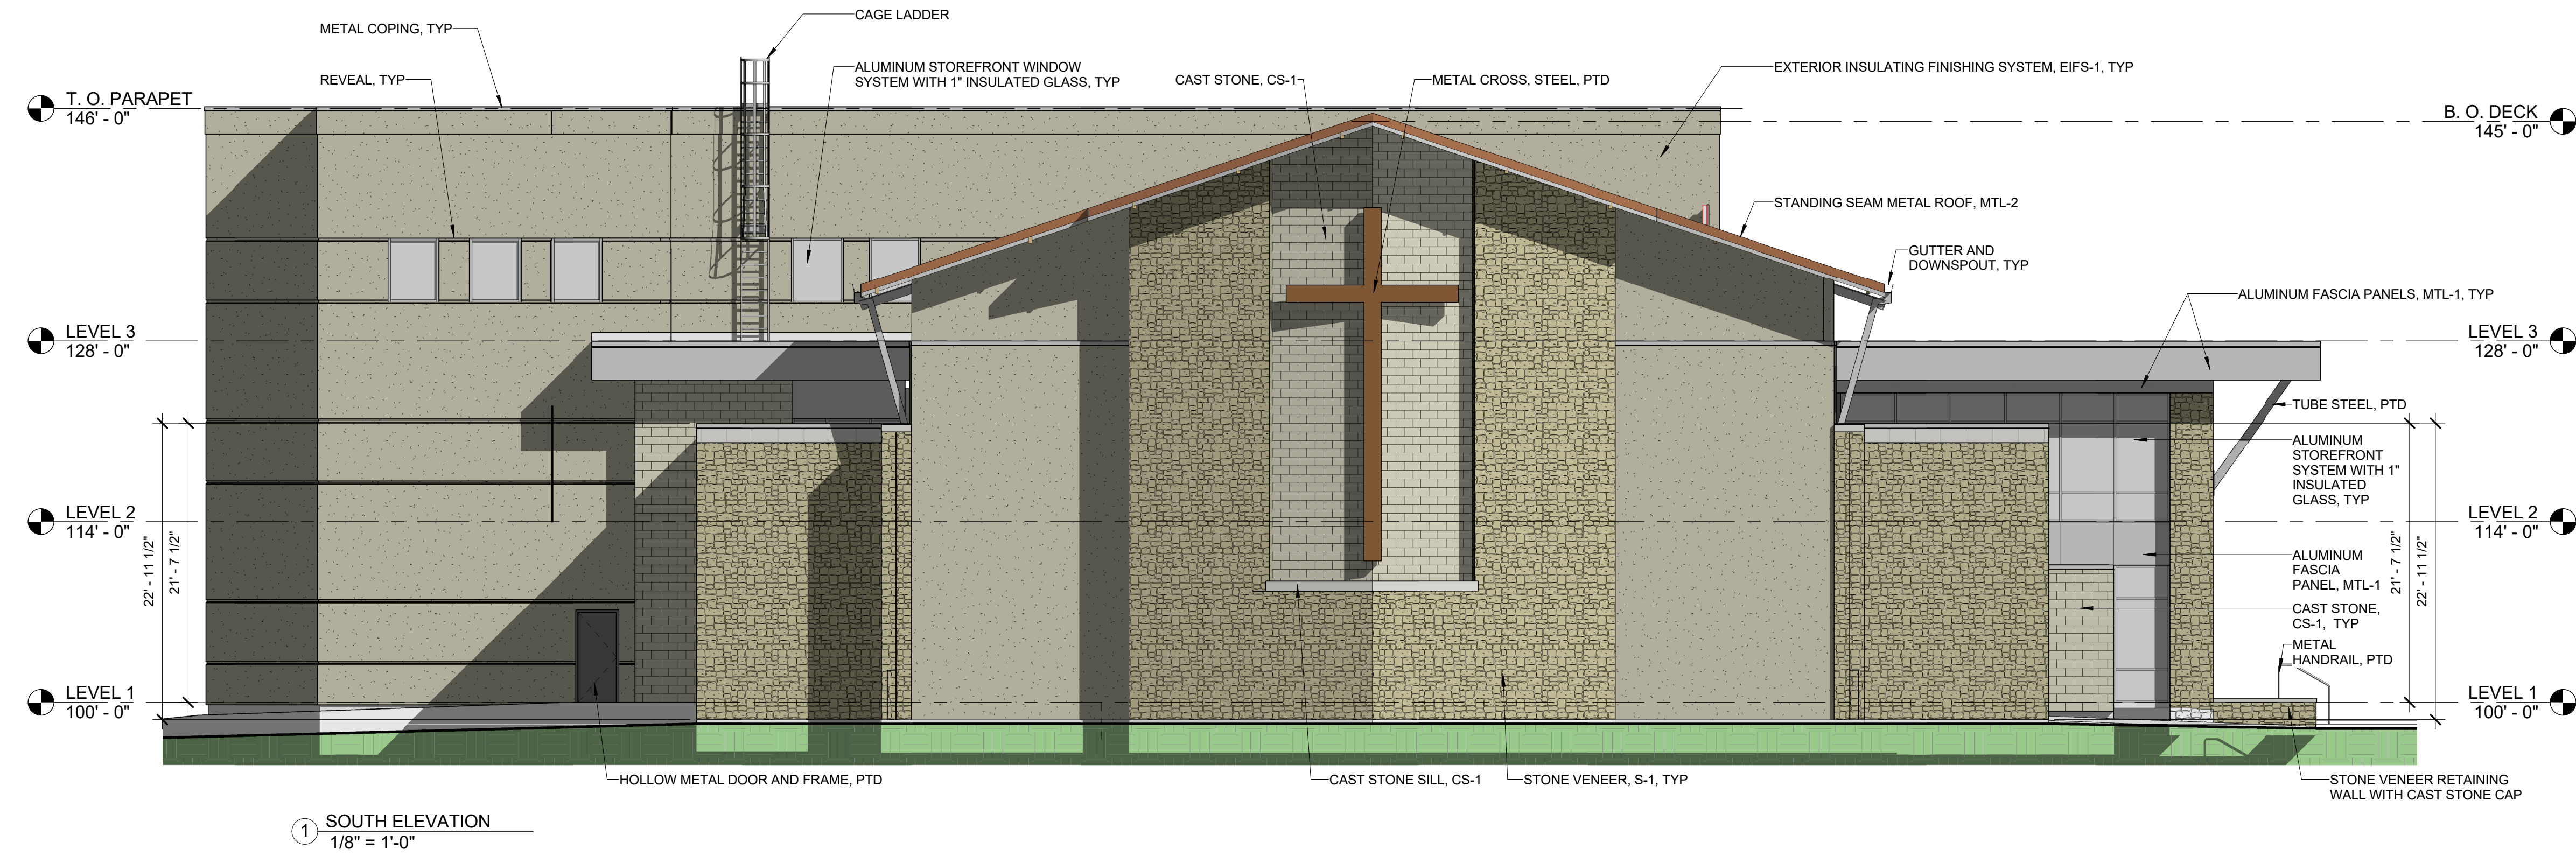 CAGE LADDER
METAL COPING, TYP
REVEAL, TYP
ALUMINUM STOREFRONT WINDOW
SYSTEM WITH 1" INSULATED GLASS, TYP
CAST STONE, CS-1
METAL CROSS, STEEL, PTD
EXTERIOR INSULATING FINISHING SYSTEM, EIFS-1, TYP
T. O. PARAPET
146' - 0"
B. O. DECK
145' - 0"
STANDING SEAM METAL ROOF, MTL-2
GUTTER AND
DOWNSPOUT, TYP
ALUMINUM FASCIA PANELS, MTL-1, TYP
LEVEL 3
128' - 0"
LEVEL 3
128' - 0"
TUBE STEEL, PTD
ALUMINUM
STOREFRONT
SYSTEM WITH 1"
INSULATED
GLASS, TYP
LEVEL 2
114' - 0"
LEVEL 2
114' - 0"
22' - 11 1/2"
21' - 7 1/2"
21' - 7 1/2"
22' - 11 1/2"
ALUMINUM
FASCIA
PANEL, MTL-1
CAST STONE,
CS-1, TYP
METAL
HANDRAIL, PTD
LEVEL 1
100' - 0"
LEVEL 1
100' - 0"
HOLLOW METAL DOOR AND FRAME, PTD
CAST STONE SILL, CS-1
STONE VENEER, S-1, TYP
STONE VENEER RETAINING
WALL WITH CAST STONE CAP
1
SOUTH ELEVATION
1/8" = 1'-0"